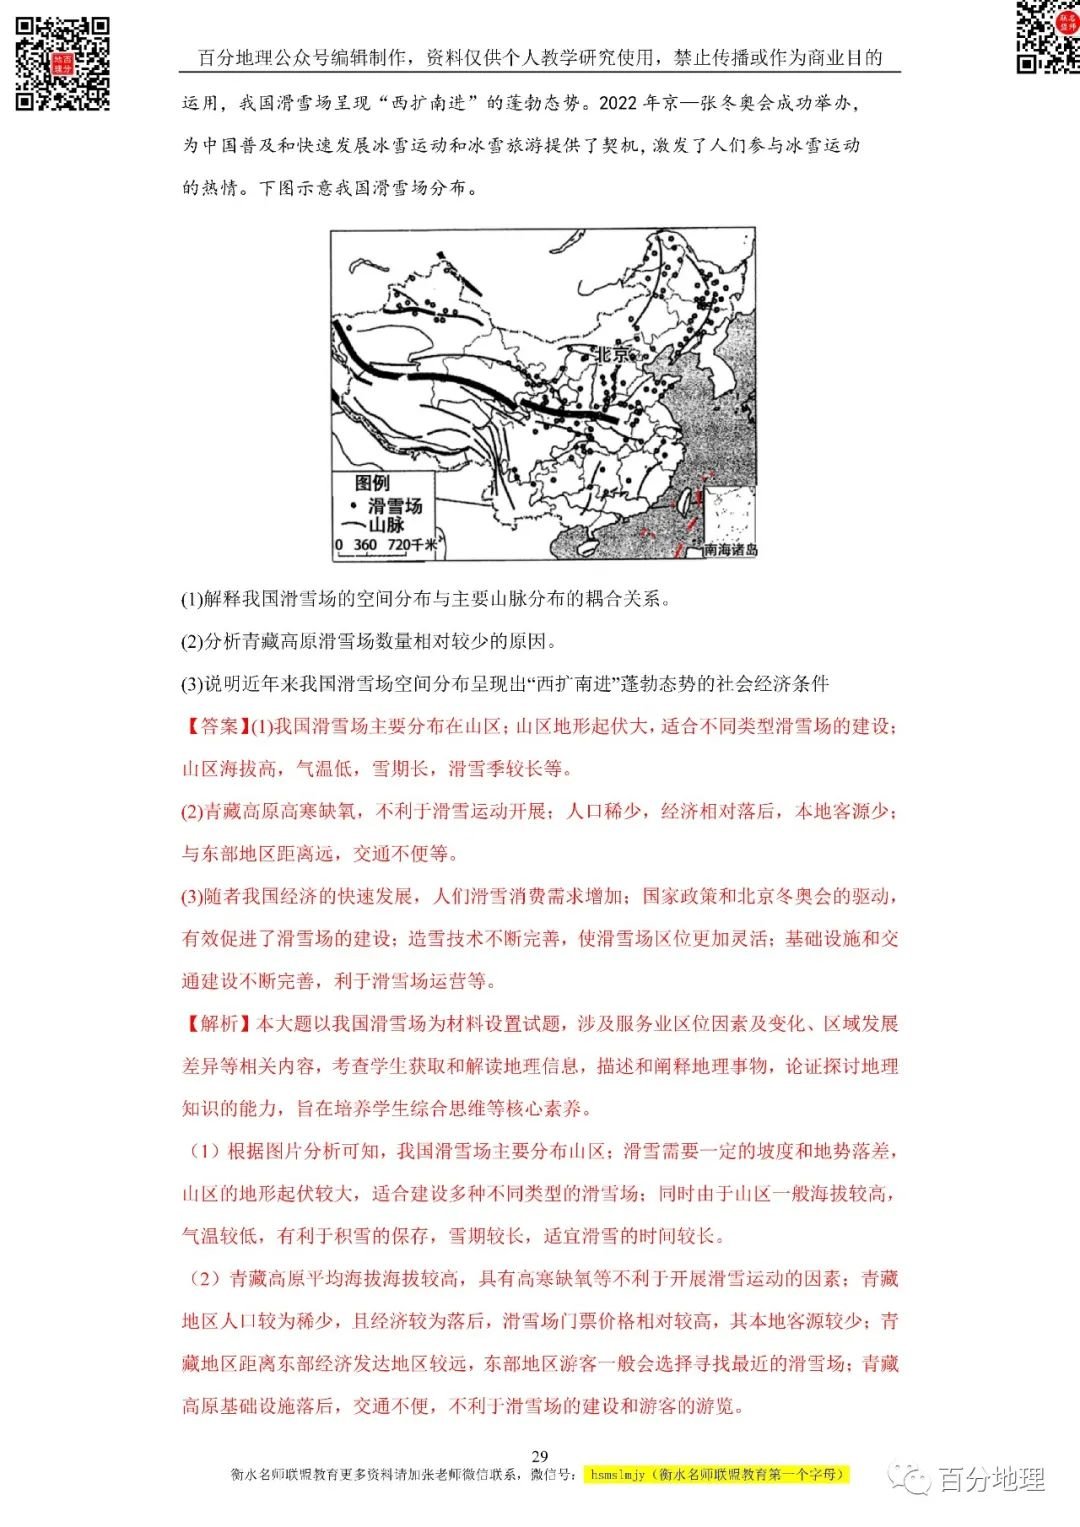 百分地理公众号编辑制作，资料仅供个人教学研究使用，禁止传播或作为商业目的
运用，我国滑雪场呈现“西扩南进”的蓬勃态势。2022年京—张冬奥会成功举办，
为中国普及和快速发展冰雪运动和冰雪旅游提供了契机，激发了人们参与冰雪运动
的热情。下图示意我国滑雪场分布。
北京
图例
滑雪场
山脉
0 360 720千米
南海诸岛
(1)解释我国滑雪场的空间分布与主要山脉分布的耦合关系。
(2)分析青藏高原滑雪场数量相对较少的原因。
(3)说明近年来我国滑雪场空间分布呈现出“西扩南进”蓬勃态势的社会经济条件
【答案】(1)我国滑雪场主要分布在山区；山区地形起伏大，适合不同类型滑雪场的建设；
山区海拔高，气温低，雪期长，滑雪季较长等。
(2)青藏高原高寒缺氧，不利于滑雪运动开展；人口稀少，经济相对落后，本地客源少；
与东部地区距离远，交通不便等。
(3)随者我国经济的快速发展，人们滑雪消费需求增加；国家政策和北京冬奥会的驱动，
有效促进了滑雪场的建设；造雪技术不断完善，使滑雪场区位更加灵活；基础设施和交
通建设不断完善，利于滑雪场运营等。
【解析】本大题以我国滑雪场为材料设置试题，涉及服务业区位因素及变化、区域发展
差异等相关内容，考查学生获取和解读地理信息，描述和阐释地理事物，论证探讨地理
知识的能力，旨在培养学生综合思维等核心素养。
（1）根据图片分析可知，我国滑雪场主要分布山区；滑雪需要一定的坡度和地势落差，
山区的地形起伏较大，适合建设多种不同类型的滑雪场；同时由于山区一般海拔较高，
气温较低，有利于积雪的保存，雪期较长，适宜滑雪的时间较长。
（2）青藏高原平均海拔海拔较高，具有高寒缺氧等不利于开展滑雪运动的因素；青藏
地区人口较为稀少，且经济较为落后，滑雪场门票价格相对较高，其本地客源较少；青
藏地区距离东部经济发达地区较远，东部地区游客一般会选择寻找最近的滑雪场；青藏
高原基础设施落后，交通不便，不利于滑雪场的建设和游客的游览。
29
衡水名师联盟教育更多资料请加张老师微信联系，微信号： hsmslmjy（衡水名师联盟教育第一个字母）
百分地理